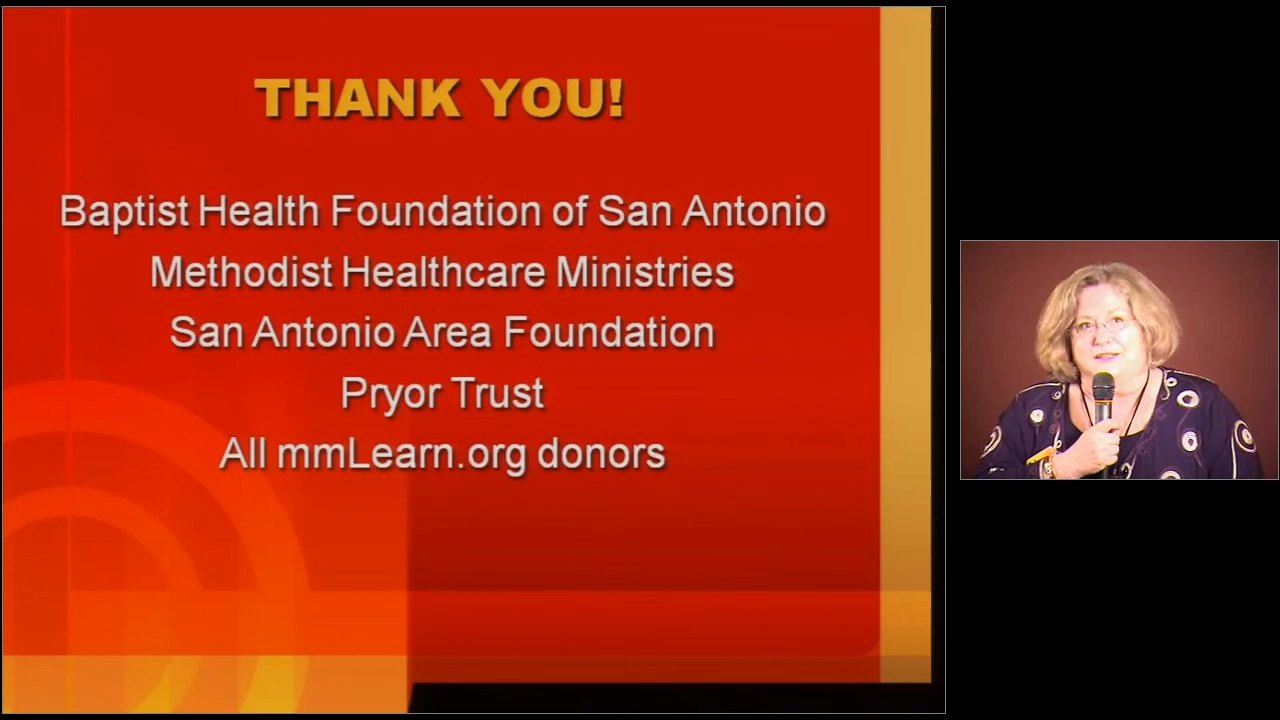 THANK YOU!
Baptist Health Foundation of San Antonio
Methodist Healthcare Ministries
San Antonio Area Foundation
Pryor Trust
All mmLearn.org donors